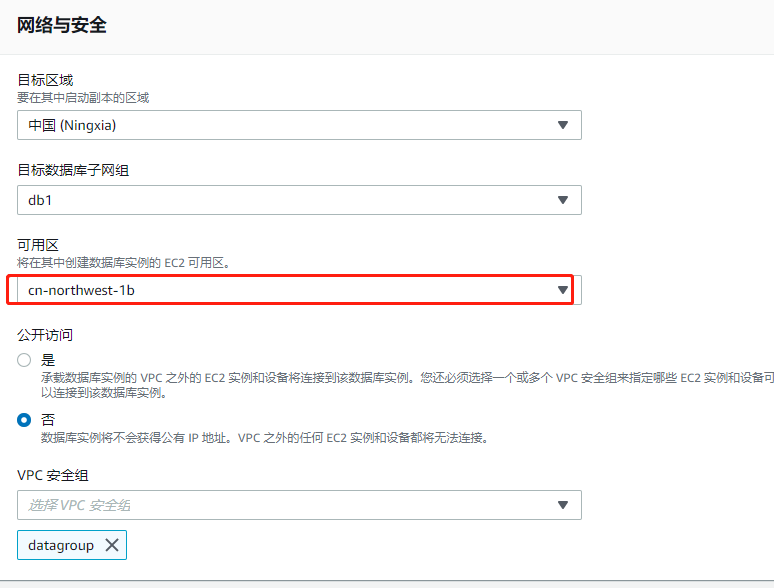 网络与安全
目标区域
要在其中启动副本的区域
中国 (Ningxia)
目标数据库子网组
db1
可用区
将在其中创建数据库实例的 EC2 可用区。
cn-northwest-1b
公开访问
是
承载数据库实例的 VPC 之外的 EC2 实例和设备将连接到该数据库实例。您还必须选择一个或多个 VPC 安全组来指定哪些 EC2 实例和设备可
以连接到该数据库实例。
否
数据库实例将不会获得公有 IP 地址。VPC 之外的任何 EC2 实例和设备都将无法连接。
VPC 安全组
选择 VPC 安全组
datagroup